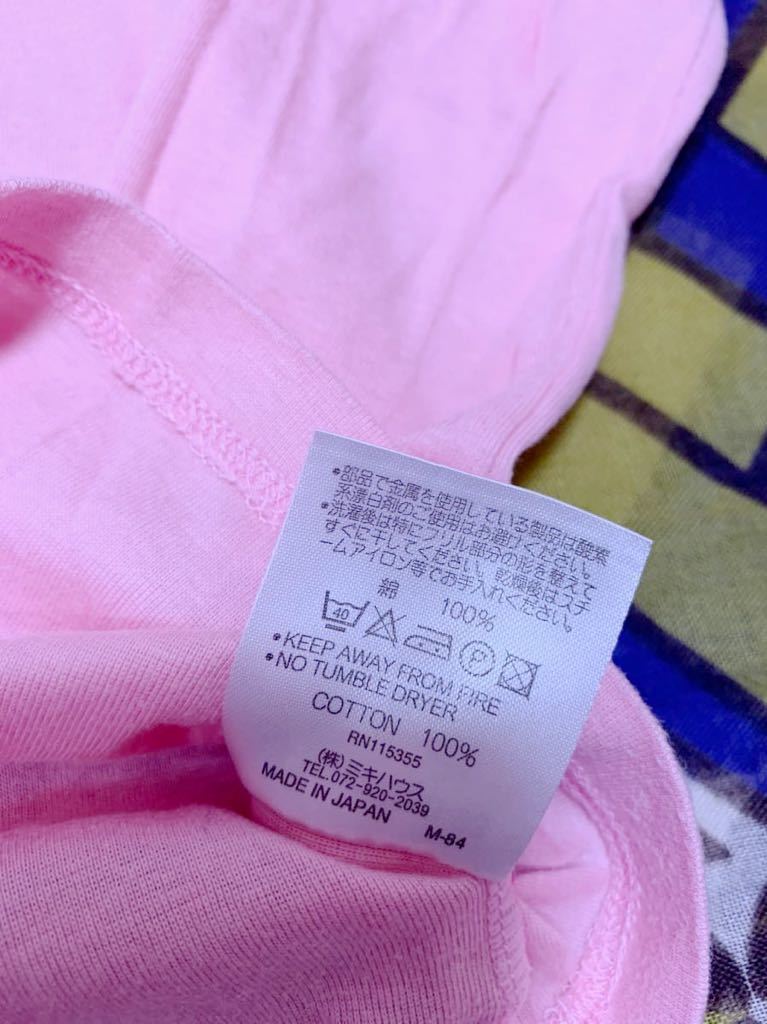 •部品で金属を使用している製品は酸素
系漂白剤のご使用はお避けください。
•洗濯後は特にフリル部分の形を整えて
すぐに干してください。乾燥後はスチ
ームアイロン等でお手入れください。
綿 100%
40 P
•KEEP AWAY FROM FIRE
•NO TUMBLE DRYER
COTTON 100%
RN115355
(株)ミキハウス
TEL.072-920-2039
MADE IN JAPAN M-84